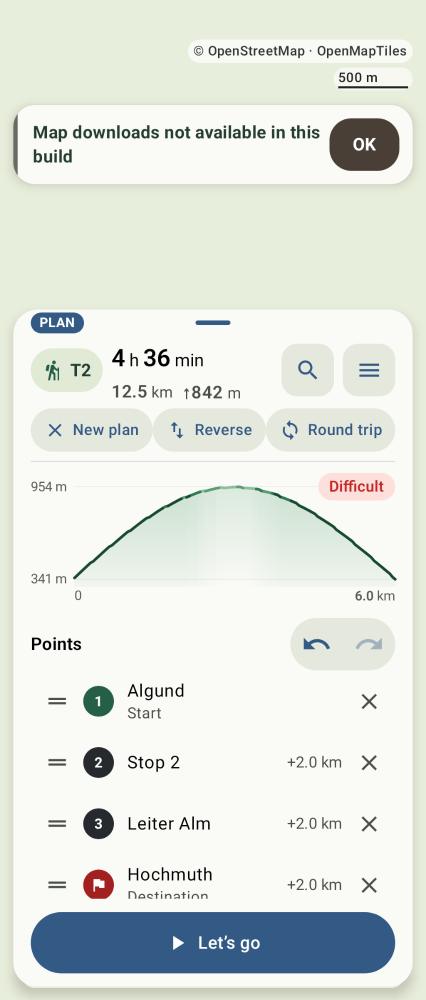 © OpenStreetMap · OpenMapTiles
500 m
Map downloads not available in this
build
OK
PLAN
T2
4 h 36 min
12.5 km ↑842 m
New plan
Reverse
Round trip
954 m
Difficult
341 m
0
6.0 km
Points
1
Algund
Start
2
Stop 2
+2.0 km
3
Leiter Alm
+2.0 km
Hochmuth
+2.0 km
Destination
Let’s go